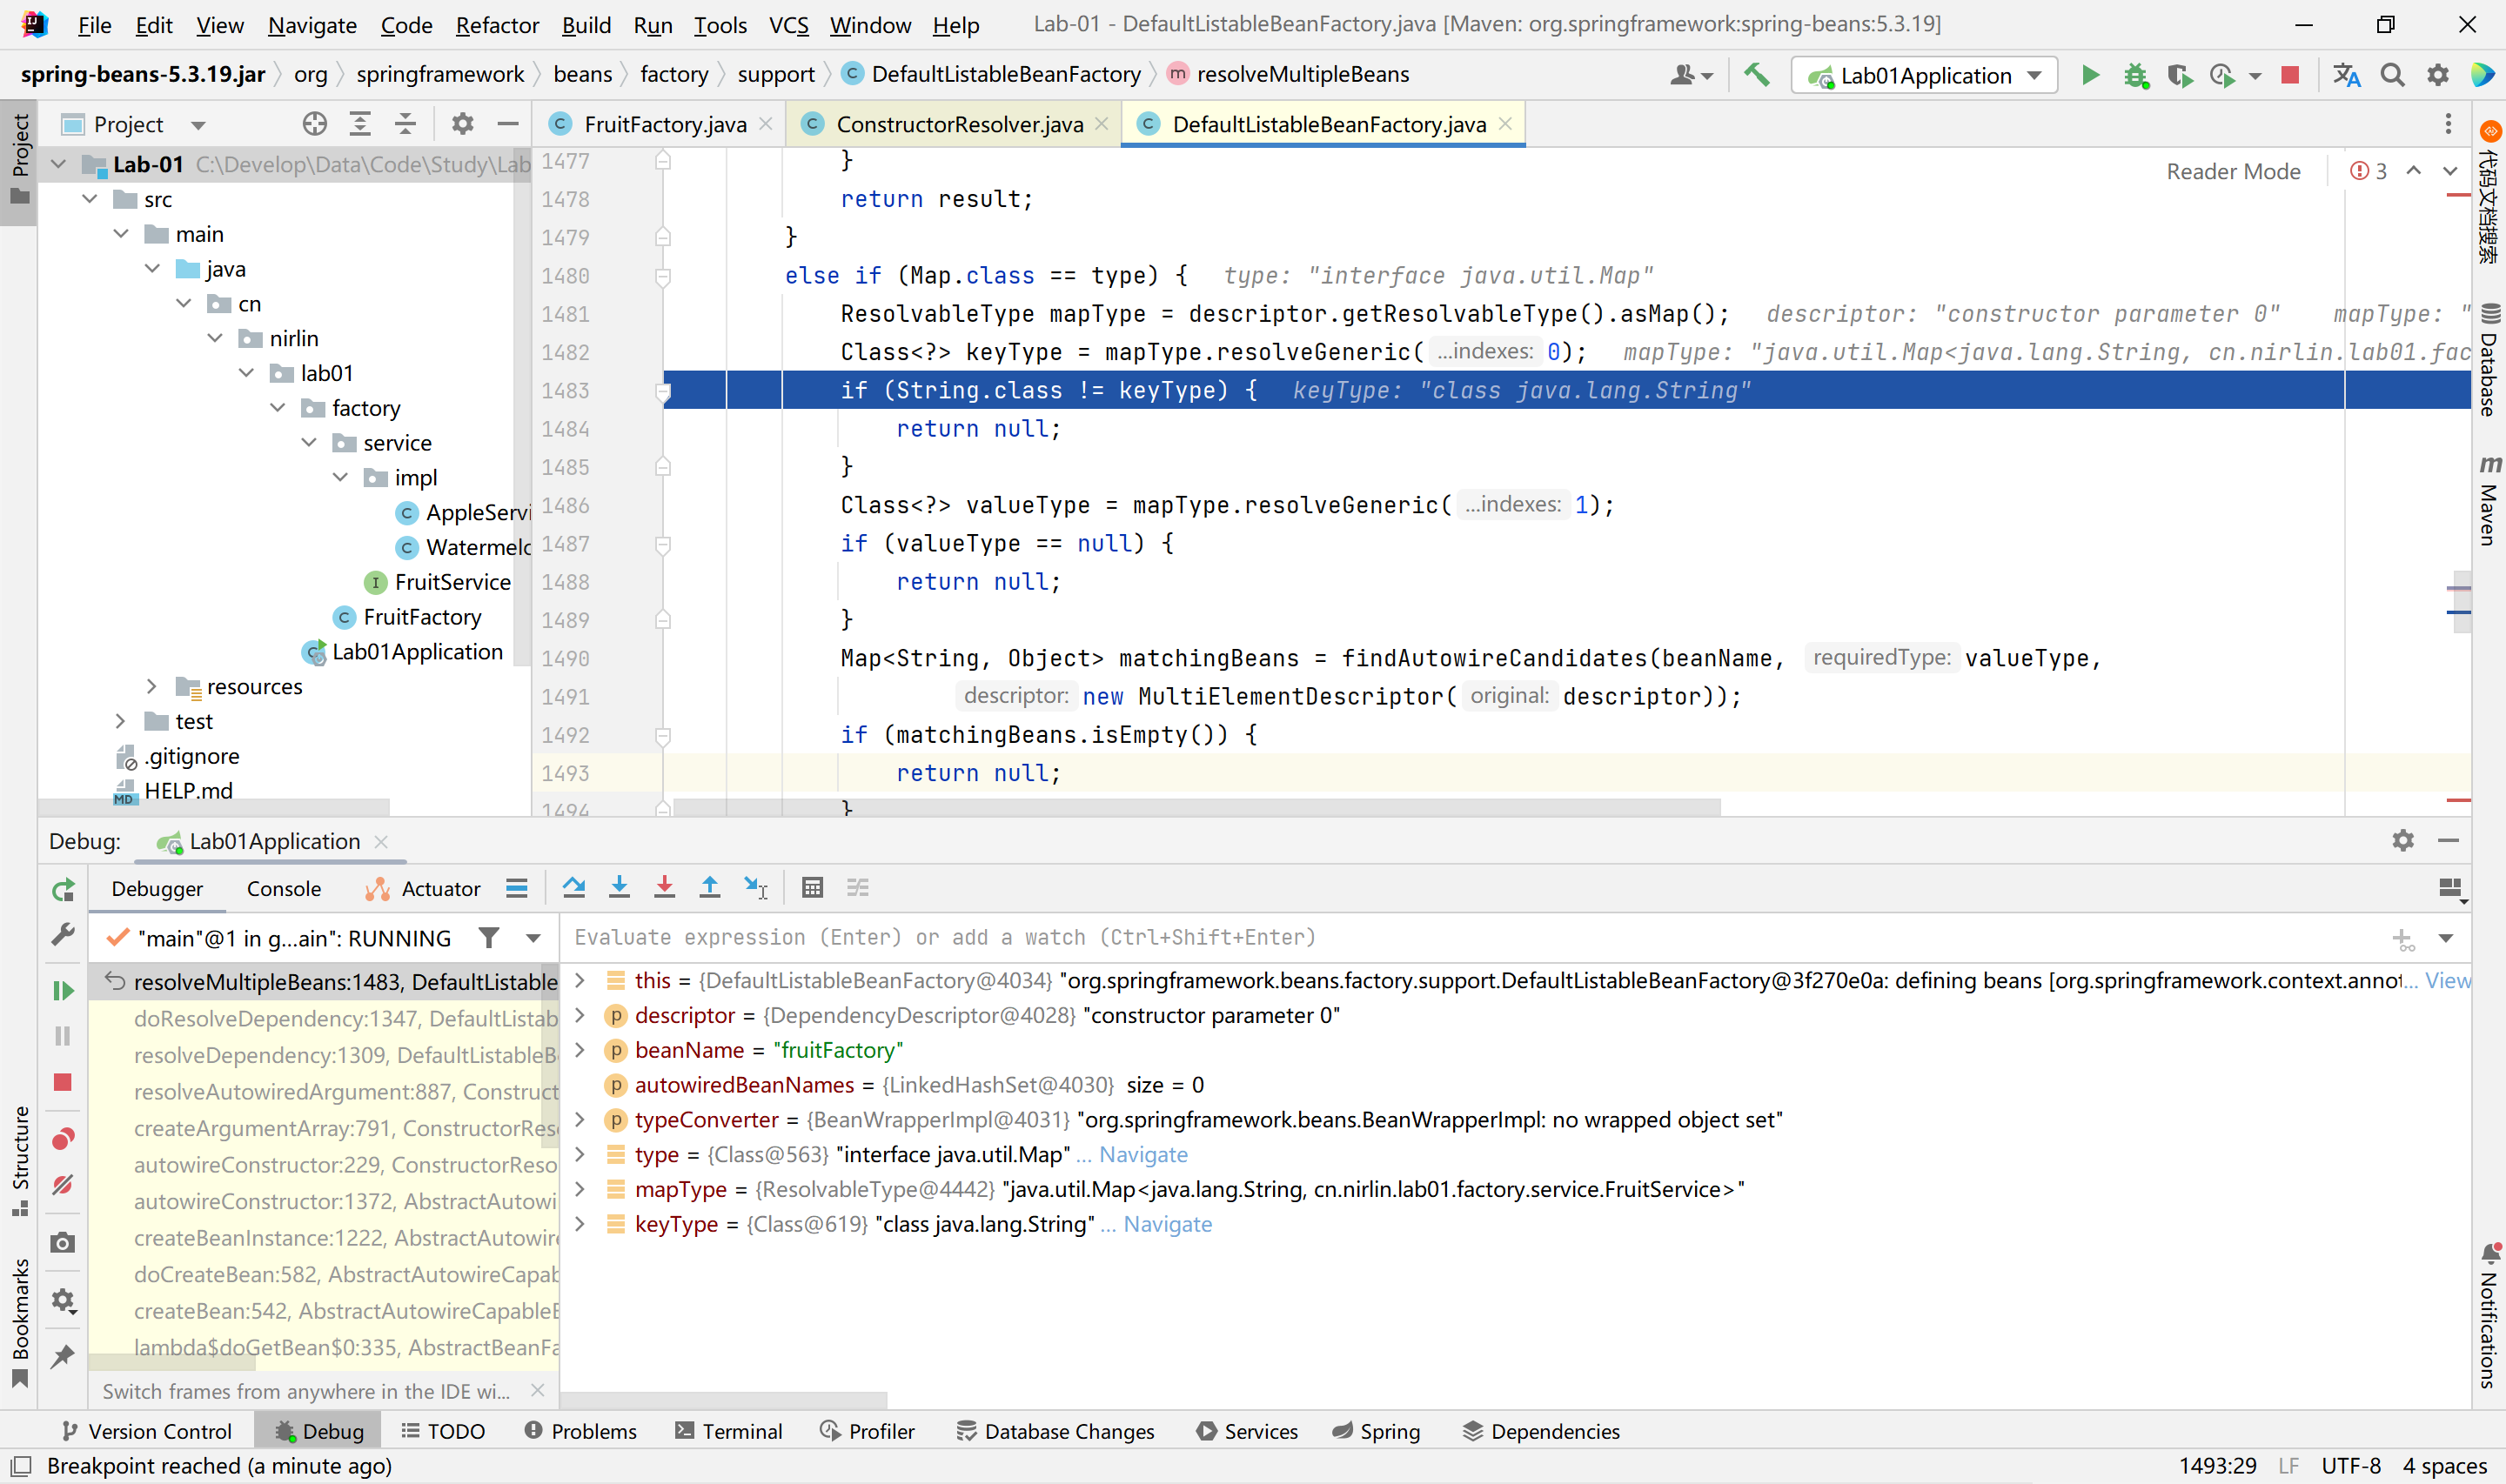 File Edit View Navigate Code Refactor Build Run Tools VCS Window Help Lab-01 - DefaultListableBeanFactory.java [Maven: org.springframework:spring-beans:5.3.19]
spring-beans-5.3.19.jar org springframework beans factory support DefaultListableBeanFactory resolveMultipleBeans Lab01Application
Project FruitFactory.java ConstructorResolver.java DefaultListableBeanFactory.java
Project
Lab-01 C:\Develop\Data\Code\Study\Lab
src
main
java
cn
nirlin
lab01
factory
service
impl
AppleServi
Watermelo
FruitService
FruitFactory
Lab01Application
resources
test
.gitignore
HELP.md
Reader Mode 3
1477 }
1478 return result;
1479 }
1480 else if (Map.class == type) { type: "interface java.util.Map"
1481 ResolvableType mapType = descriptor.getResolvableType().asMap(); descriptor: "constructor parameter 0" mapType: "
1482 Class<?> keyType = mapType.resolveGeneric( ...indexes: 0); mapType: "java.util.Map<java.lang.String, cn.nirlin.lab01.fac
1483 if (String.class != keyType) { keyType: "class java.lang.String"
1484 return null;
1485 }
1486 Class<?> valueType = mapType.resolveGeneric( ...indexes: 1);
1487 if (valueType == null) {
1488 return null;
1489 }
1490 Map<String, Object> matchingBeans = findAutowireCandidates(beanName, requiredType: valueType,
1491 descriptor: new MultiElementDescriptor( original: descriptor));
1492 if (matchingBeans.isEmpty()) {
1493 return null;
1494 }
代码文档搜索
Database
m Maven
Notifications
Structure
Bookmarks
Debug: Lab01Application
Debugger Console Actuator
"main"@1 in g...ain": RUNNING
resolveMultipleBeans:1483, DefaultListable
doResolveDependency:1347, DefaultListab
resolveDependency:1309, DefaultListableB
resolveAutowiredArgument:887, Construct
createArgumentArray:791, ConstructorRes
autowireConstructor:229, ConstructorReso
autowireConstructor:1372, AbstractAutowi
createBeanInstance:1222, AbstractAutowire
doCreateBean:582, AbstractAutowireCapab
createBean:542, AbstractAutowireCapableB
lambda$doGetBean$0:335, AbstractBeanFa
Switch frames from anywhere in the IDE wi...
Evaluate expression (Enter) or add a watch (Ctrl+Shift+Enter)
this = {DefaultListableBeanFactory@4034} "org.springframework.beans.factory.support.DefaultListableBeanFactory@3f270e0a: defining beans [org.springframework.context.annot... View
descriptor = {DependencyDescriptor@4028} "constructor parameter 0"
beanName = "fruitFactory"
autowiredBeanNames = {LinkedHashSet@4030} size = 0
typeConverter = {BeanWrapperImpl@4031} "org.springframework.beans.BeanWrapperImpl: no wrapped object set"
type = {Class@563} "interface java.util.Map" ... Navigate
mapType = {ResolvableType@4442} "java.util.Map<java.lang.String, cn.nirlin.lab01.factory.service.FruitService>"
keyType = {Class@619} "class java.lang.String" ... Navigate
Version Control Debug TODO Problems Terminal Profiler Database Changes Services Spring Dependencies
Breakpoint reached (a minute ago) 1493:29 LF UTF-8 4 spaces